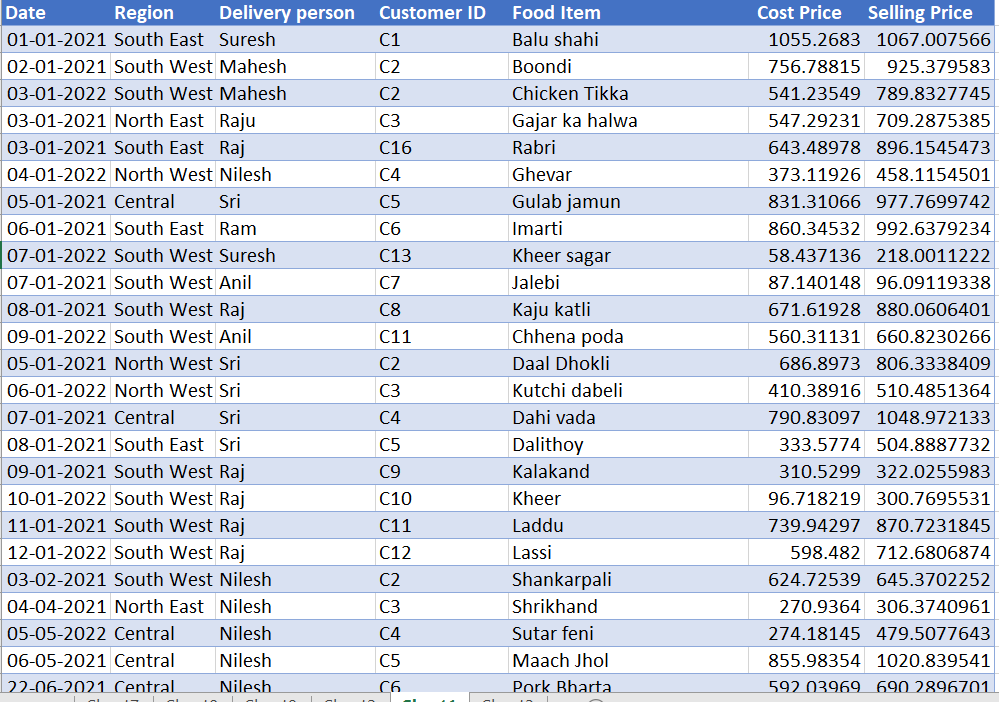 Date Region Delivery person Customer ID Food Item Cost Price Selling Price
01-01-2021 South East Suresh C1 Balu shahi 1055.2683 1067.007566
02-01-2021 South West Mahesh C2 Boondi 756.78815 925.379583
03-01-2022 South West Mahesh C2 Chicken Tikka 541.23549 789.8327745
03-01-2021 North East Raju C3 Gajar ka halwa 547.29231 709.2875385
03-01-2021 South East Raj C16 Rabri 643.48978 896.1545473
04-01-2022 North West Nilesh C4 Ghevar 373.11926 458.1154501
05-01-2021 Central Sri C5 Gulab jamun 831.31066 977.7699742
06-01-2021 South East Ram C6 Imarti 860.34532 992.6379234
07-01-2022 South West Suresh C13 Kheer sagar 58.437136 218.0011222
07-01-2021 South West Anil C7 Jalebi 87.140148 96.09119338
08-01-2021 South West Raj C8 Kaju katli 671.61928 880.0606401
09-01-2022 South West Anil C11 Chhena poda 560.31131 660.8230266
05-01-2021 North West Sri C2 Daal Dhokli 686.8973 806.3338409
06-01-2022 North West Sri C3 Kutchi dabeli 410.38916 510.4851364
07-01-2021 Central Sri C4 Dahi vada 790.83097 1048.972133
08-01-2021 South East Sri C5 Dalithoy 333.5774 504.8887732
09-01-2021 South West Raj C9 Kalakand 310.5299 322.0255983
10-01-2022 South West Raj C10 Kheer 96.718219 300.7695531
11-01-2021 South West Raj C11 Laddu 739.94297 870.7231845
12-01-2022 South West Raj C12 Lassi 598.482 712.6806874
03-02-2021 South West Nilesh C2 Shankarpali 624.72539 645.3702252
04-04-2021 North East Nilesh C3 Shrikhand 270.9364 306.3740961
05-05-2022 Central Nilesh C4 Sutar feni 274.18145 479.5077643
06-05-2021 Central Nilesh C5 Maach Jhol 855.98354 1020.839541
22-06-2021 Central Nilesh C6 Pork Bharta 592.03969 690.2896701